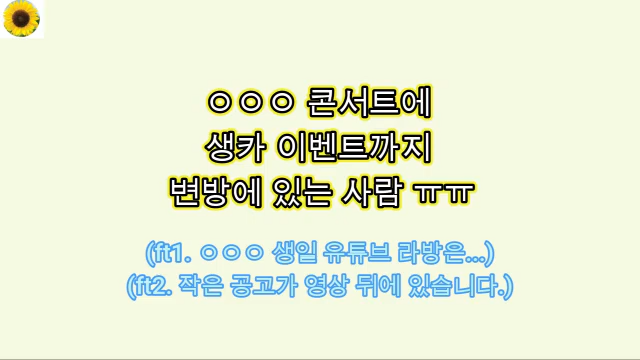 ㅇㅇㅇ 콘서트에
생카 이벤트까지
변방에 있는 사람 ㅠㅠ
(ft1. ㅇㅇㅇ 생일 유튜브 라방은...)
(ft2. 작은 공고가 영상 뒤에 있습니다.)